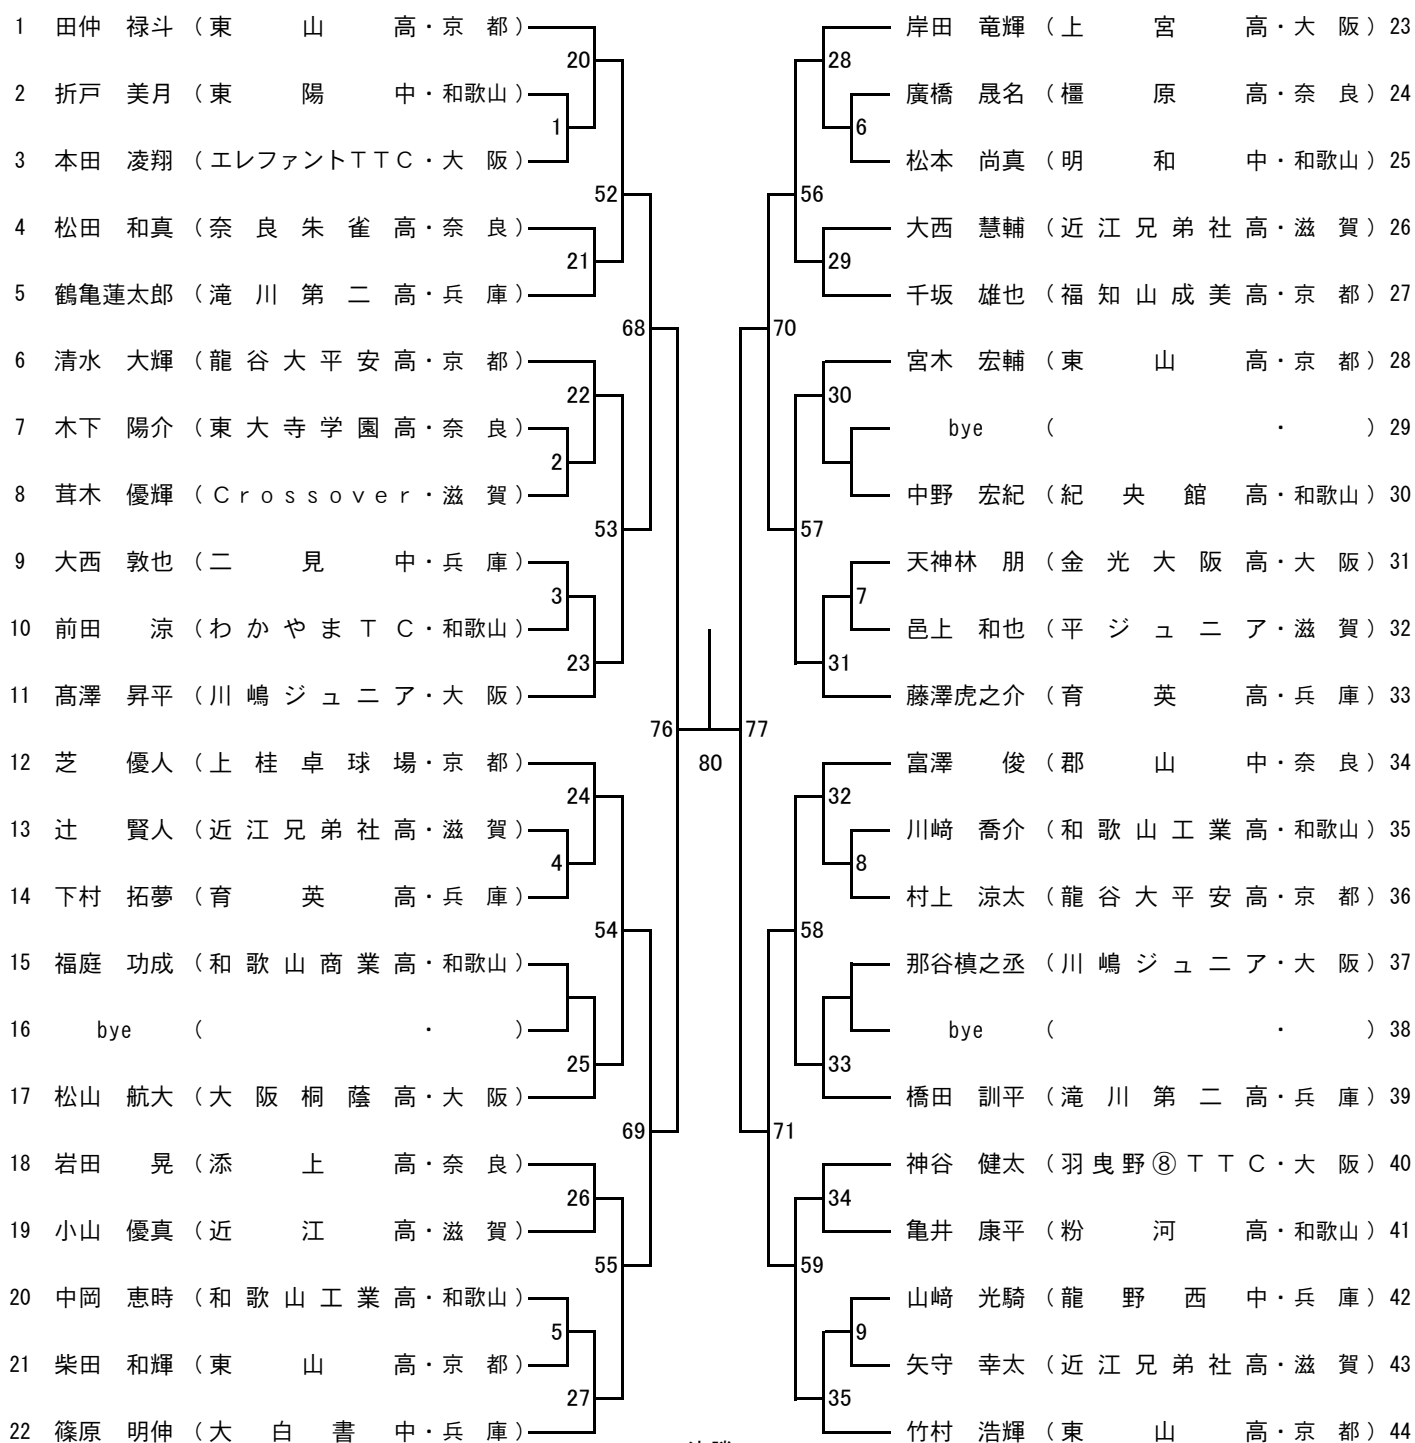 1 田仲 禄斗 (東山高・京都)
20
2 折戸 美月 (東陽中・和歌山)
1
3 本田 凌翔 (エレファントTTC・大阪)
52
4 松田 和真 (奈良朱雀高・奈良)
21
5 鶴亀蓮太郎 (滝川第二高・兵庫)
68
6 清水 大輝 (龍谷大平安高・京都)
22
7 木下 陽介 (東大寺学園高・奈良)
2
8 茸木 優輝 (Crossover・滋賀)
53
9 大西 敦也 (二見中・兵庫)
3
10 前田 涼 (わかやまTC・和歌山)
23
11 髙澤 昇平 (川嶋ジュニア・大阪)
76
12 芝 優人 (上桂卓球場・京都)
24
13 辻 賢人 (近江兄弟社高・滋賀)
4
14 下村 拓夢 (育英高・兵庫)
54
15 福庭 功成 (和歌山商業高・和歌山)
16 bye ( ・ )
25
17 松山 航大 (大阪桐蔭高・大阪)
69
18 岩田 晃 (添上高・奈良)
26
19 小山 優真 (近江高・滋賀)
55
20 中岡 恵時 (和歌山工業高・和歌山)
5
21 柴田 和輝 (東山高・京都)
27
22 篠原 明伸 (大白書中・兵庫)
80
岸田 竜輝 (上宮高・大阪) 23
28
廣橋 晟名 (橿原高・奈良) 24
6
松本 尚真 (明和中・和歌山) 25
56
大西 慧輔 (近江兄弟社高・滋賀) 26
29
千坂 雄也 (福知山成美高・京都) 27
70
宮木 宏輔 (東山高・京都) 28
30
bye ( ・ ) 29
中野 宏紀 (紀央館高・和歌山) 30
57
天神林 朋 (金光大阪高・大阪) 31
7
邑上 和也 (平ジュニア・滋賀) 32
31
藤澤虎之介 (育英高・兵庫) 33
77
富澤 俊 (郡山中・奈良) 34
32
川﨑 喬介 (和歌山工業高・和歌山) 35
8
村上 涼太 (龍谷大平安高・京都) 36
58
那谷槙之丞 (川嶋ジュニア・大阪) 37
bye ( ・ ) 38
33
橋田 訓平 (滝川第二高・兵庫) 39
71
神谷 健太 (羽曳野⑧TTC・大阪) 40
34
亀井 康平 (粉河高・和歌山) 41
59
山﨑 光騎 (龍野西中・兵庫) 42
9
矢守 幸太 (近江兄弟社高・滋賀) 43
35
竹村 浩輝 (東山高・京都) 44